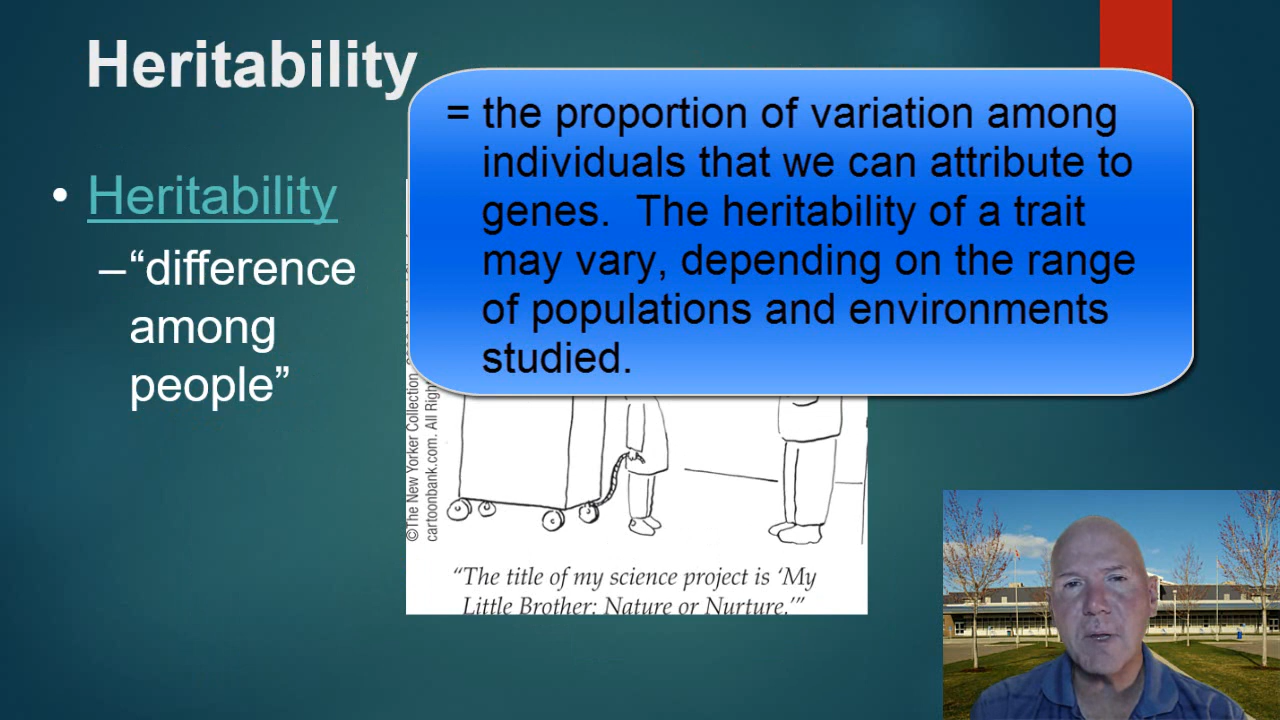 Heritability
• Heritability
–“difference
among
people”
= the proportion of variation among
individuals that we can attribute to
genes.  The heritability of a trait
may vary, depending on the range
of populations and environments
studied.
©The New Yorker Collection
cartoonbank.com. All Righ
“The title of my science project is ‘My
Little Brother: Nature or Nurture.’”